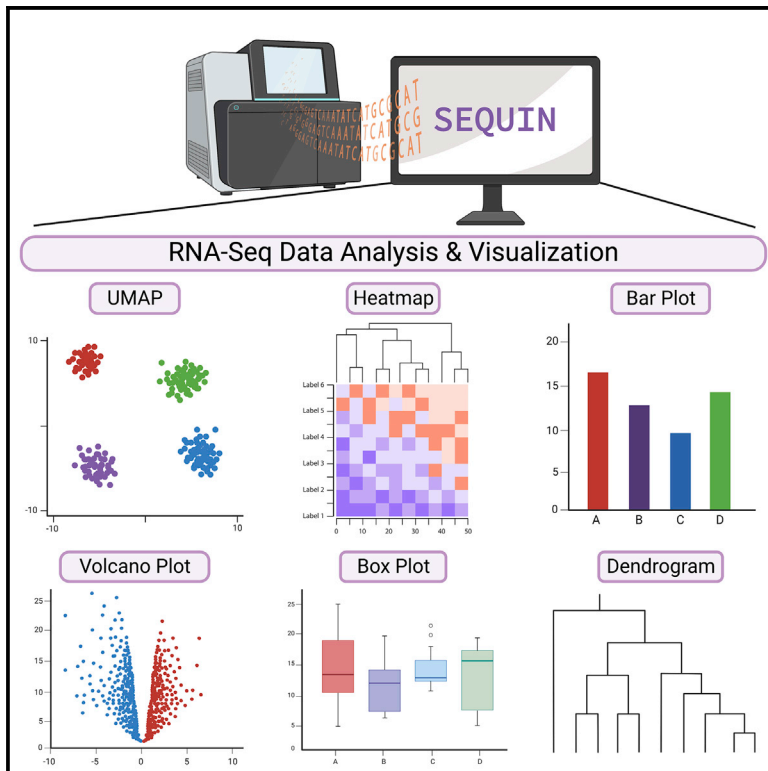 SEQUIN
RNA-Seq Data Analysis & Visualization
UMAP
Heatmap
Bar Plot
10
-10
-10
10
Label 6
Label 5
Label 4
Label 3
Label 2
Label 1
0
10
20
30
40
50
20
15
10
5
0
A
B
C
D
Volcano Plot
Box Plot
Dendrogram
25
20
15
10
5
0
-10
-5
0
5
10
25
20
15
10
5
0
A
B
C
D